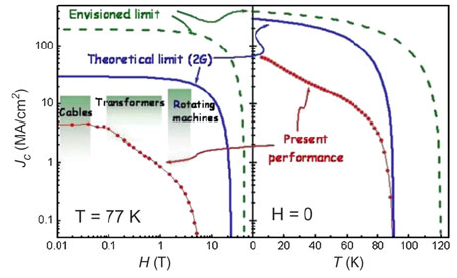 Envisioned limit
Theoretical limit (2G)
Cables
Transformers
Rotating
machines
Present
performance
T = 77 K
H = 0
Jc (MA/cm²)
100
10
1
0.1
0.01
0.1
1
10
H (T)
0
20
40
60
80
100
120
T (K)